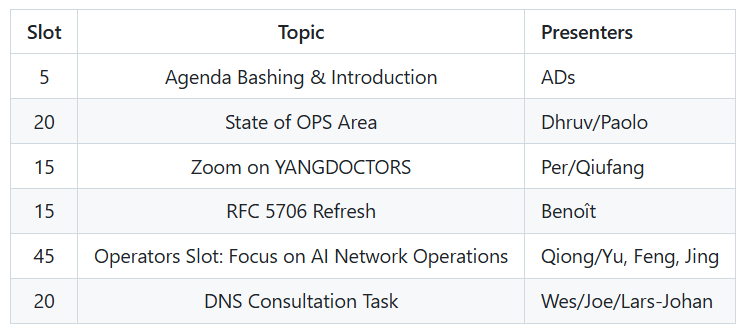 Slot Topic Presenters
5 Agenda Bashing & Introduction ADs
20 State of OPS Area Dhruv/Paolo
15 Zoom on YANGDOCTORS Per/Qiufang
15 RFC 5706 Refresh Benoît
45 Operators Slot: Focus on AI Network Operations Qiong/Yu, Feng, Jing
20 DNS Consultation Task Wes/Joe/Lars-Johan